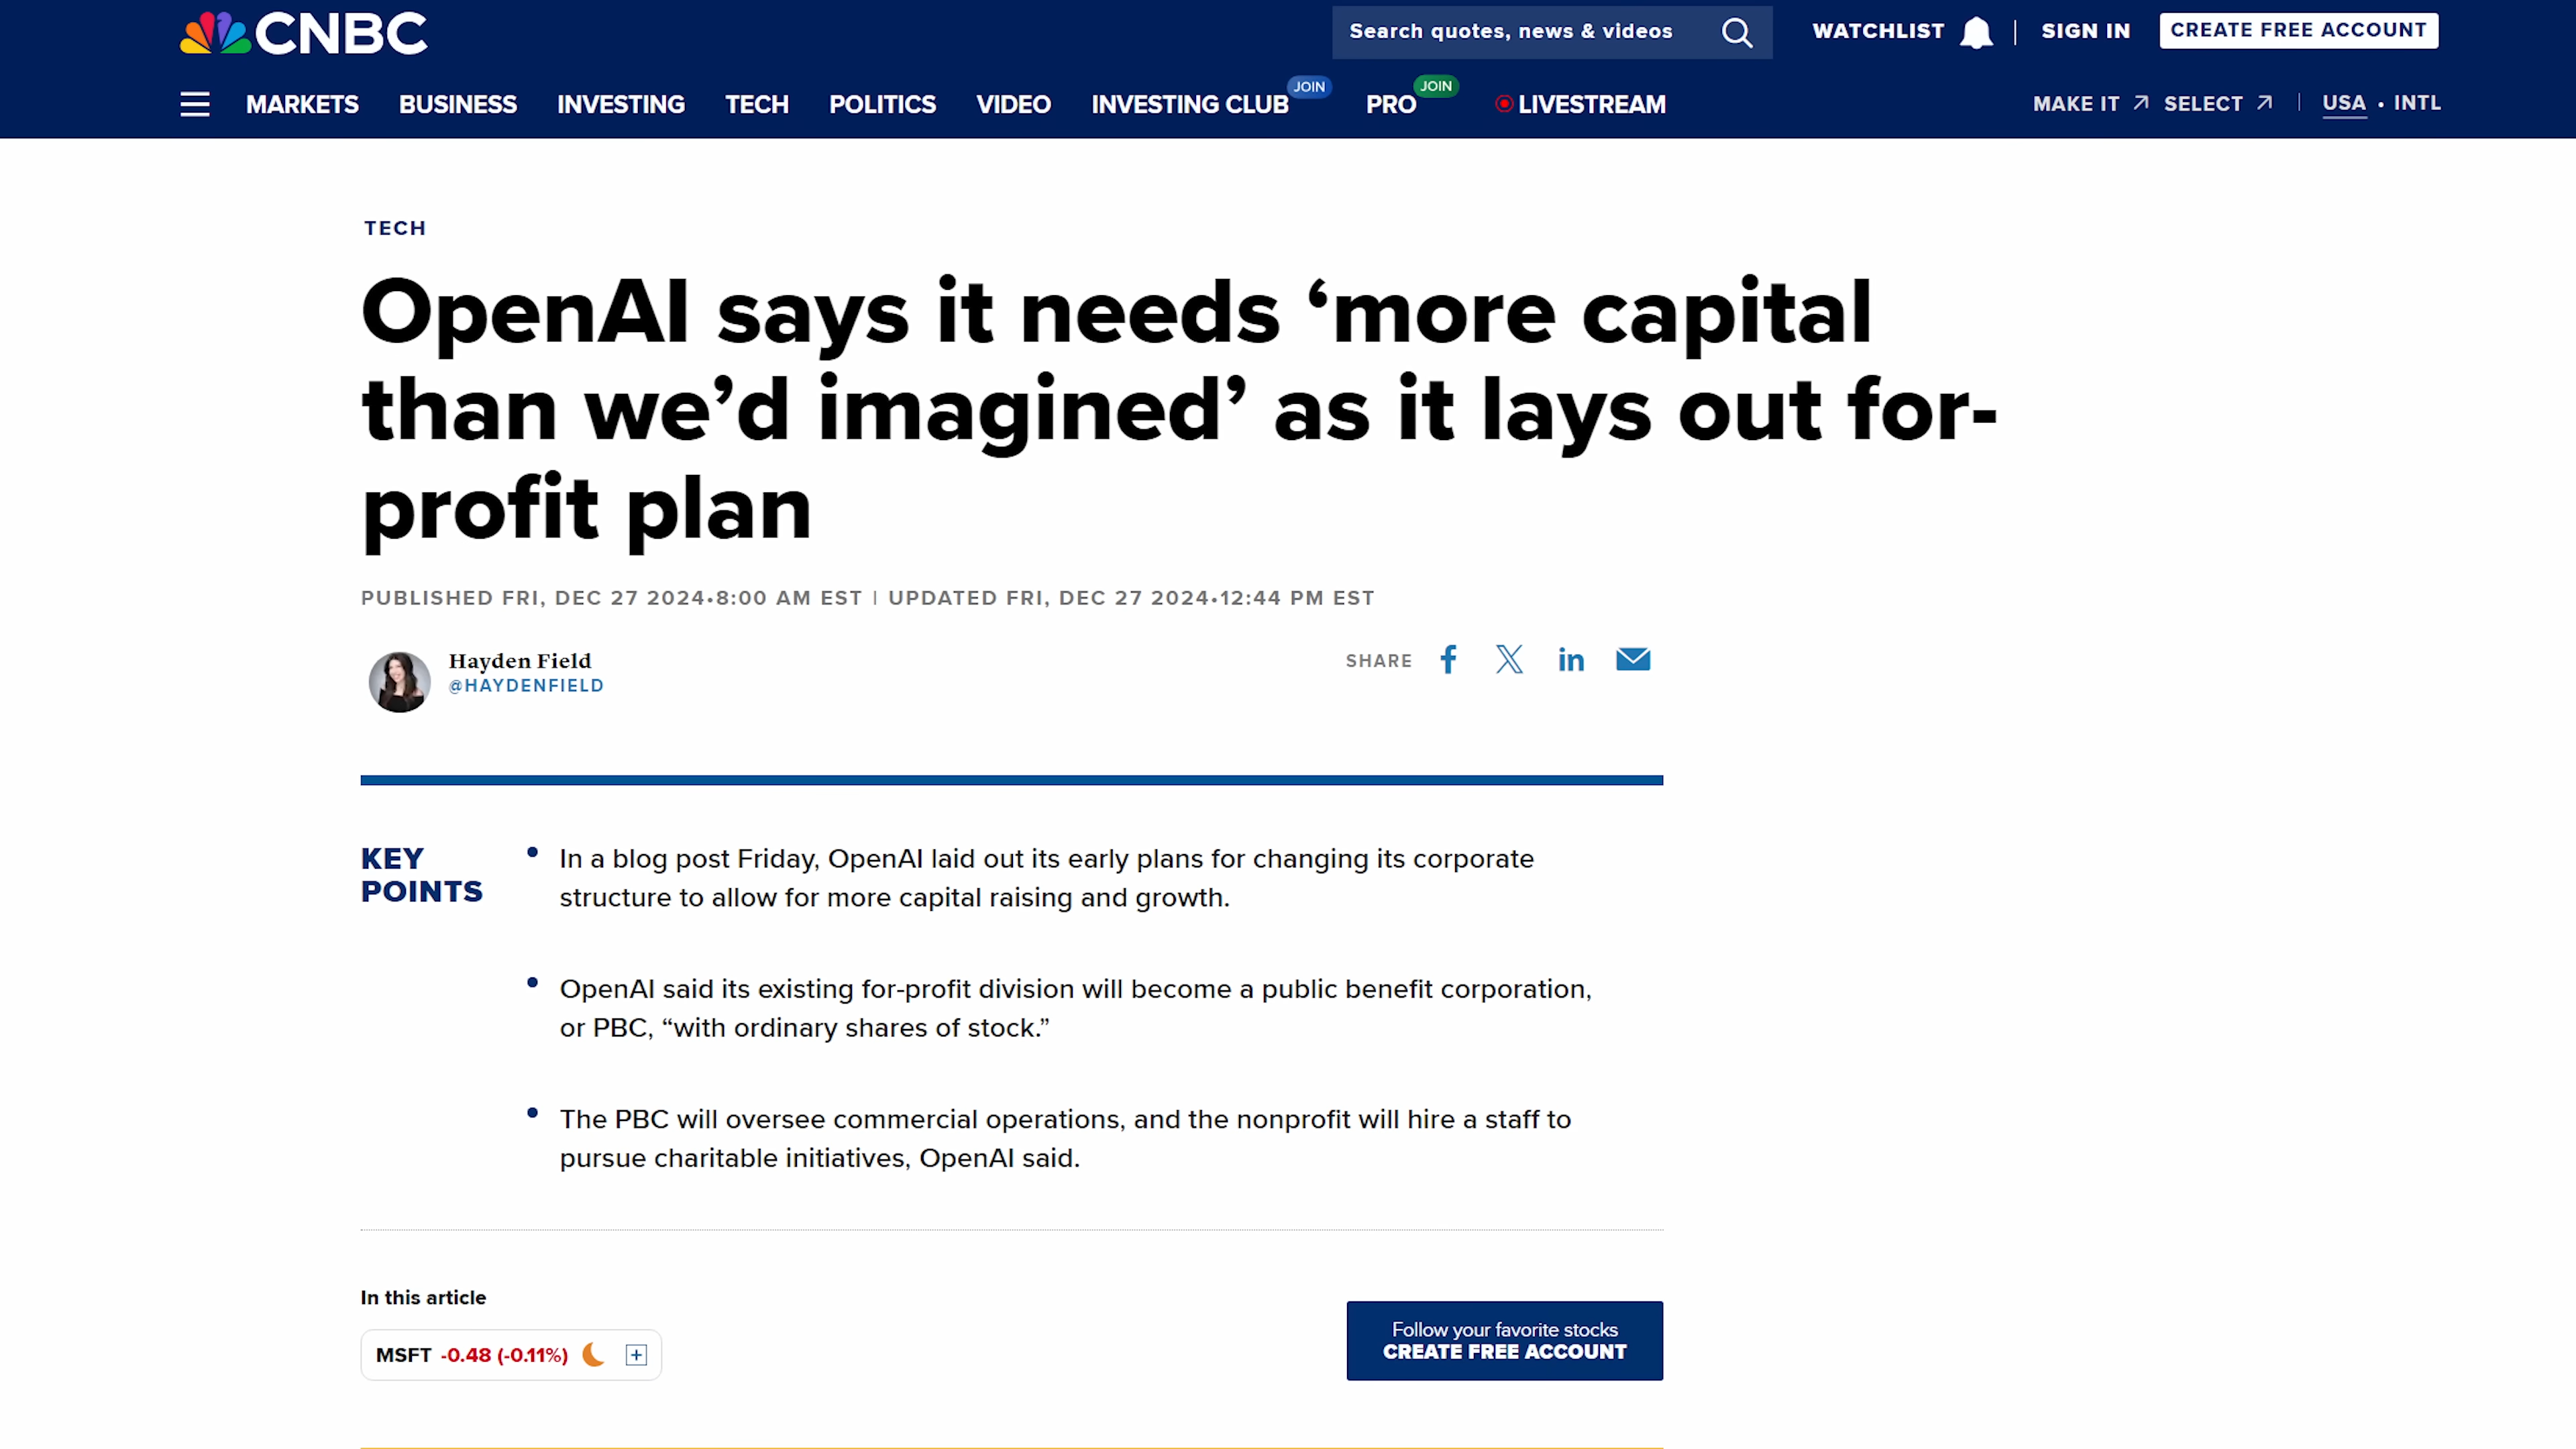 CNBC
Search quotes, news & videos
WATCHLIST
SIGN IN
CREATE FREE ACCOUNT
MARKETS
BUSINESS
INVESTING
TECH
POLITICS
VIDEO
INVESTING CLUB
JOIN
PRO
JOIN
LIVESTREAM
MAKE IT
SELECT
USA • INTL
TECH
OpenAI says it needs ‘more capital
than we’d imagined’ as it lays out for-
profit plan
PUBLISHED FRI, DEC 27 2024•8:00 AM EST | UPDATED FRI, DEC 27 2024•12:44 PM EST
Hayden Field
@HAYDENFIELD
SHARE
KEY
POINTS
• In a blog post Friday, OpenAI laid out its early plans for changing its corporate
structure to allow for more capital raising and growth.
• OpenAI said its existing for-profit division will become a public benefit corporation,
or PBC, “with ordinary shares of stock.”
• The PBC will oversee commercial operations, and the nonprofit will hire a staff to
pursue charitable initiatives, OpenAI said.
In this article
MSFT -0.48 (-0.11%)
Follow your favorite stocks
CREATE FREE ACCOUNT